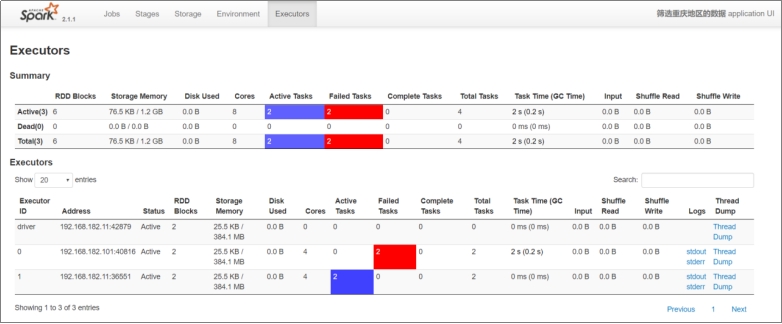 APACHE Spark 2.1.1 Jobs Stages Storage Environment Executors 筛选重庆地区的数据 application UI
Executors
Summary
RDD Blocks Storage Memory Disk Used Cores Active Tasks Failed Tasks Complete Tasks Total Tasks Task Time (GC Time) Input Shuffle Read Shuffle Write
Active(3) 6 76.5 KB / 1.2 GB 0.0 B 8 2 2 0 4 2 s (0.2 s) 0.0 B 0.0 B 0.0 B
Dead(0) 0 0.0 B / 0.0 B 0.0 B 0 0 0 0 0 0 ms (0 ms) 0.0 B 0.0 B 0.0 B
Total(3) 6 76.5 KB / 1.2 GB 0.0 B 8 2 2 0 4 2 s (0.2 s) 0.0 B 0.0 B 0.0 B
Executors
Show 20 entries Search:
Executor ID Address Status RDD Blocks Storage Memory Disk Used Cores Active Tasks Failed Tasks Complete Tasks Total Tasks Task Time (GC Time) Input Shuffle Read Shuffle Write Logs Thread Dump
driver 192.168.182.11:42879 Active 2 25.5 KB / 384.1 MB 0.0 B 0 0 0 0 0 0 ms (0 ms) 0.0 B 0.0 B 0.0 B Thread Dump
0 192.168.182.101:40816 Active 2 25.5 KB / 384.1 MB 0.0 B 4 0 2 0 2 2 s (0.2 s) 0.0 B 0.0 B 0.0 B stdout stderr Thread Dump
1 192.168.182.11:36551 Active 2 25.5 KB / 384.1 MB 0.0 B 4 2 0 0 2 0 ms (0 ms) 0.0 B 0.0 B 0.0 B stdout stderr Thread Dump
Showing 1 to 3 of 3 entries Previous 1 Next